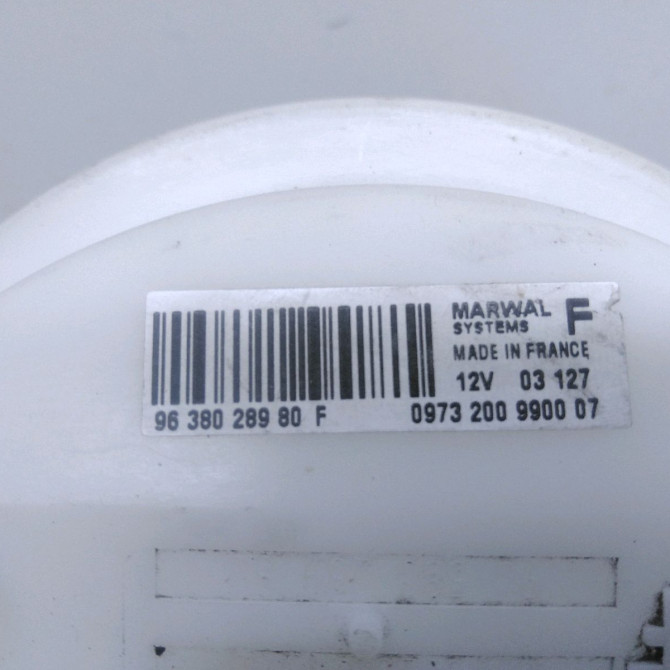 MARWAL F
SYSTEMS
MADE IN FRANCE
12V 03 127
96 380 289 80 F 0973 200 9900 07